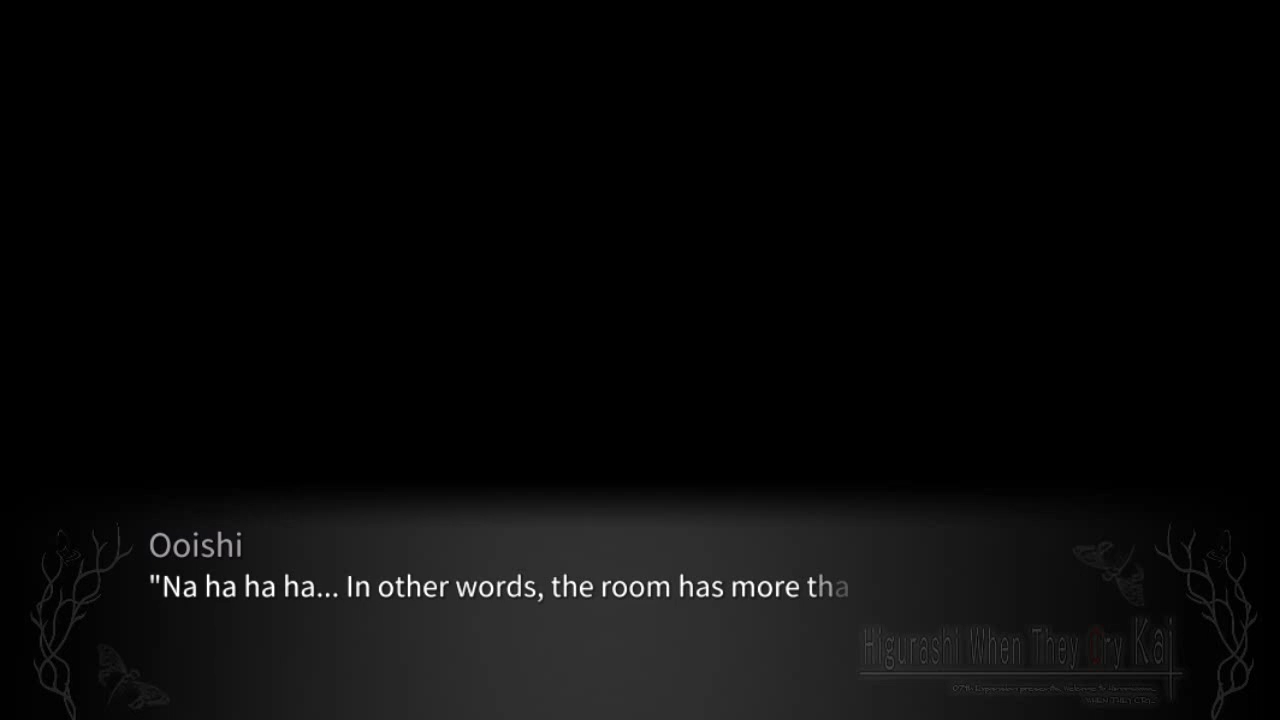 Ooishi
"Na ha ha ha... In other words, the room has more tha
Higurashi When They Cry Kai